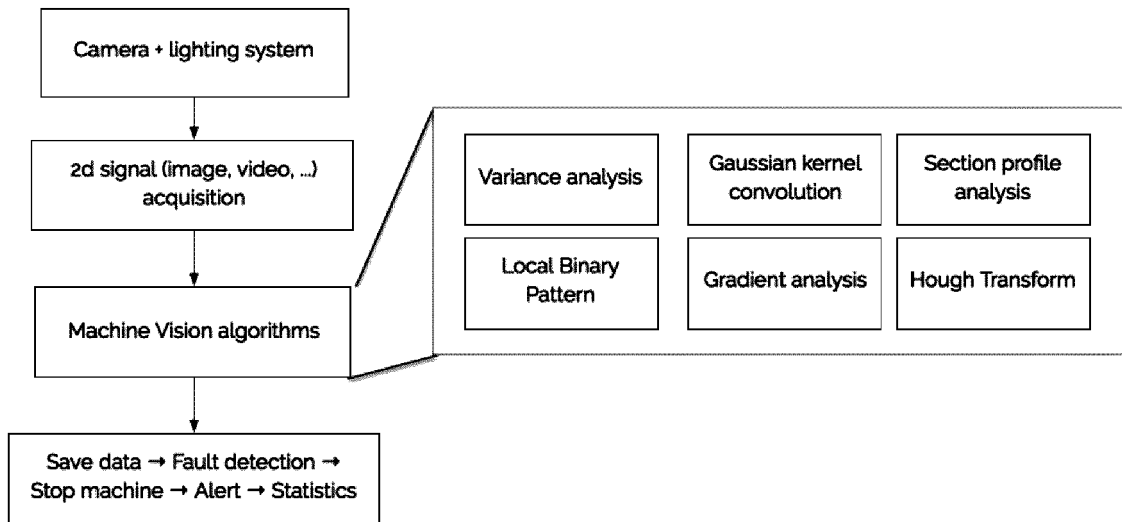 Camera + lighting system
2d signal (image, video, ...)
acquisition
Machine Vision algorithms
Save data → Fault detection →
Stop machine → Alert → Statistics
Variance analysis
Gaussian kernel
convolution
Section profile
analysis
Local Binary
Pattern
Gradient analysis
Hough Transform